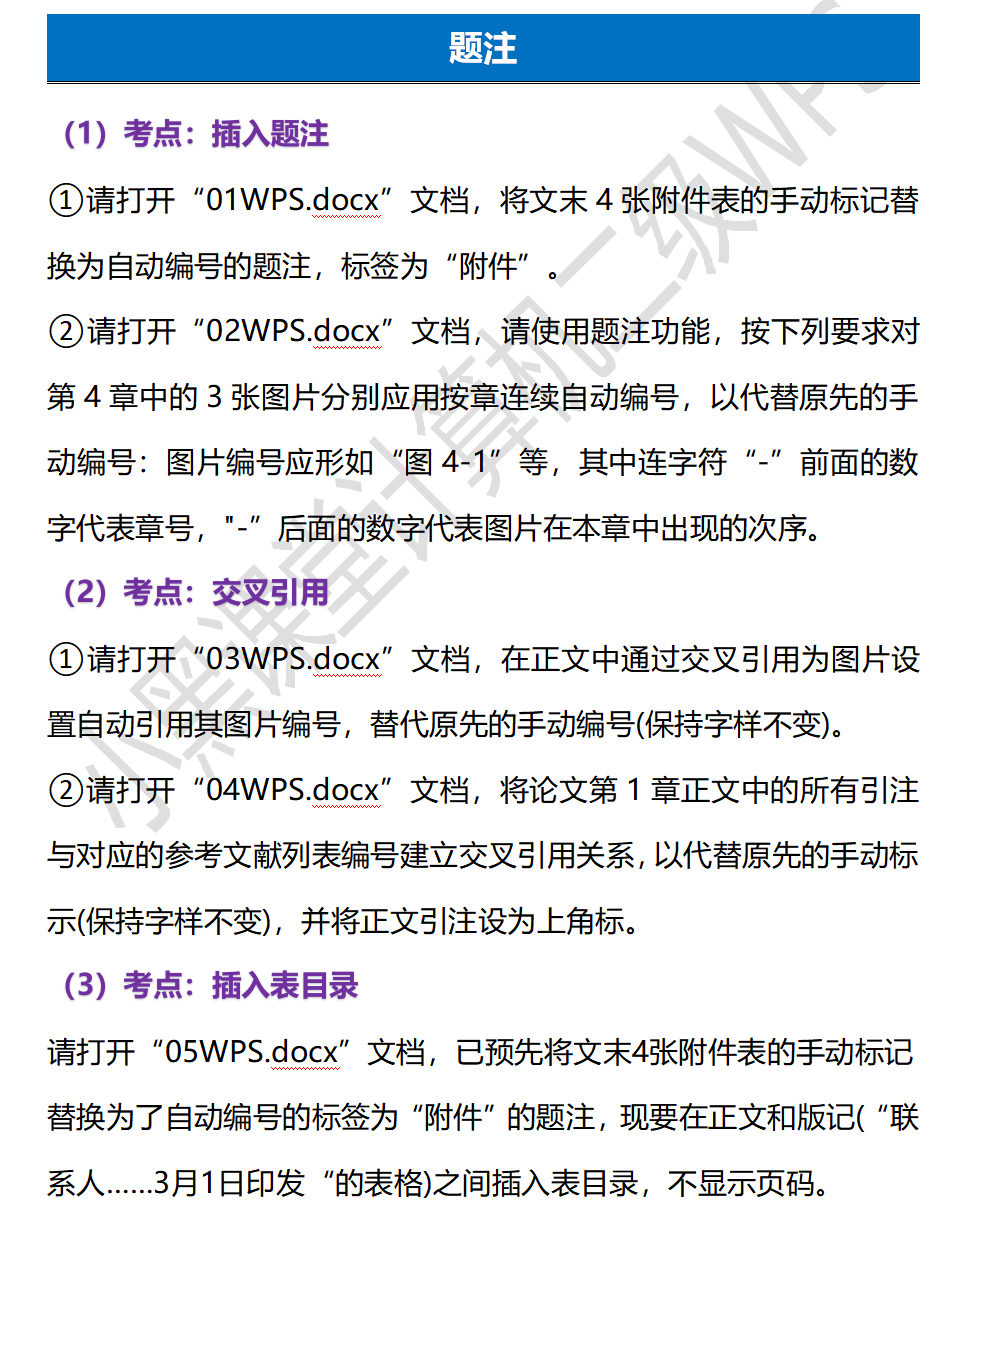 题注
（1）考点：插入题注
①请打开“01WPS.docx”文档，将文末 4 张附件表的手动标记替
换为自动编号的题注，标签为“附件”。
②请打开“02WPS.docx”文档，请使用题注功能，按下列要求对
第 4 章中的 3 张图片分别应用按章连续自动编号，以代替原先的手
动编号：图片编号应形如“图 4-1”等，其中连字符“-”前面的数
字代表章号，"-”后面的数字代表图片在本章中出现的次序。
（2）考点：交叉引用
①请打开“03WPS.docx”文档，在正文中通过交叉引用为图片设
置自动引用其图片编号，替代原先的手动编号(保持字样不变)。
②请打开“04WPS.docx”文档，将论文第 1 章正文中的所有引注
与对应的参考文献列表编号建立交叉引用关系，以代替原先的手动标
示(保持字样不变)，并将正文引注设为上角标。
（3）考点：插入表目录
请打开“05WPS.docx”文档，已预先将文末4张附件表的手动标记
替换为了自动编号的标签为“附件”的题注，现要在正文和版记(“联
系人......3月1日印发“的表格)之间插入表目录，不显示页码。
小黑课堂计算机二级WPS